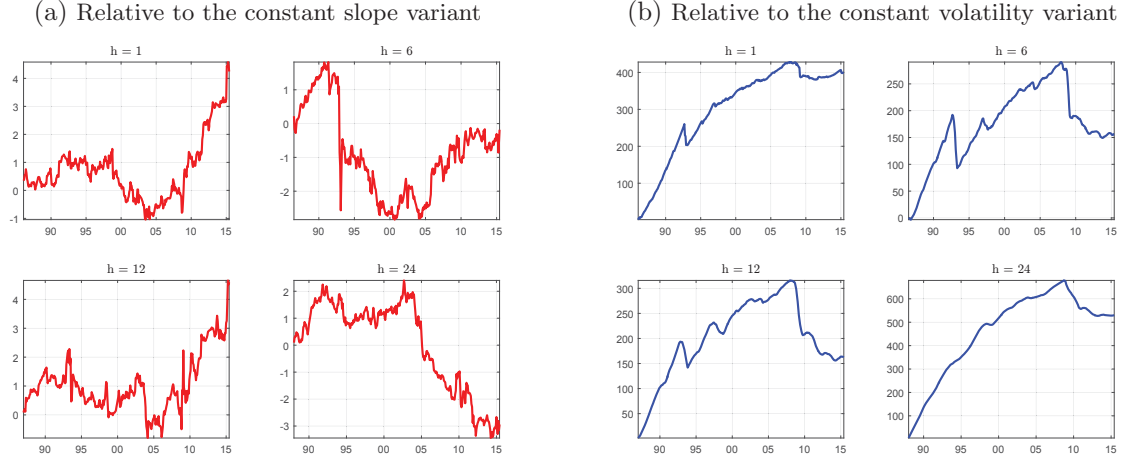 (a) Relative to the constant slope variant
h = 1
4
3
2
1
0
-1
90 95 00 05 10 15
h = 6
1
0
-1
-2
90 95 00 05 10 15
h = 12
4
3
2
1
0
90 95 00 05 10 15
h = 24
2
1
0
-1
-2
-3
90 95 00 05 10 15
(b) Relative to the constant volatility variant
h = 1
400
300
200
100
90 95 00 05 10 15
h = 6
250
200
150
100
50
0
90 95 00 05 10 15
h = 12
300
250
200
150
100
50
90 95 00 05 10 15
h = 24
600
500
400
300
200
100
90 95 00 05 10 15